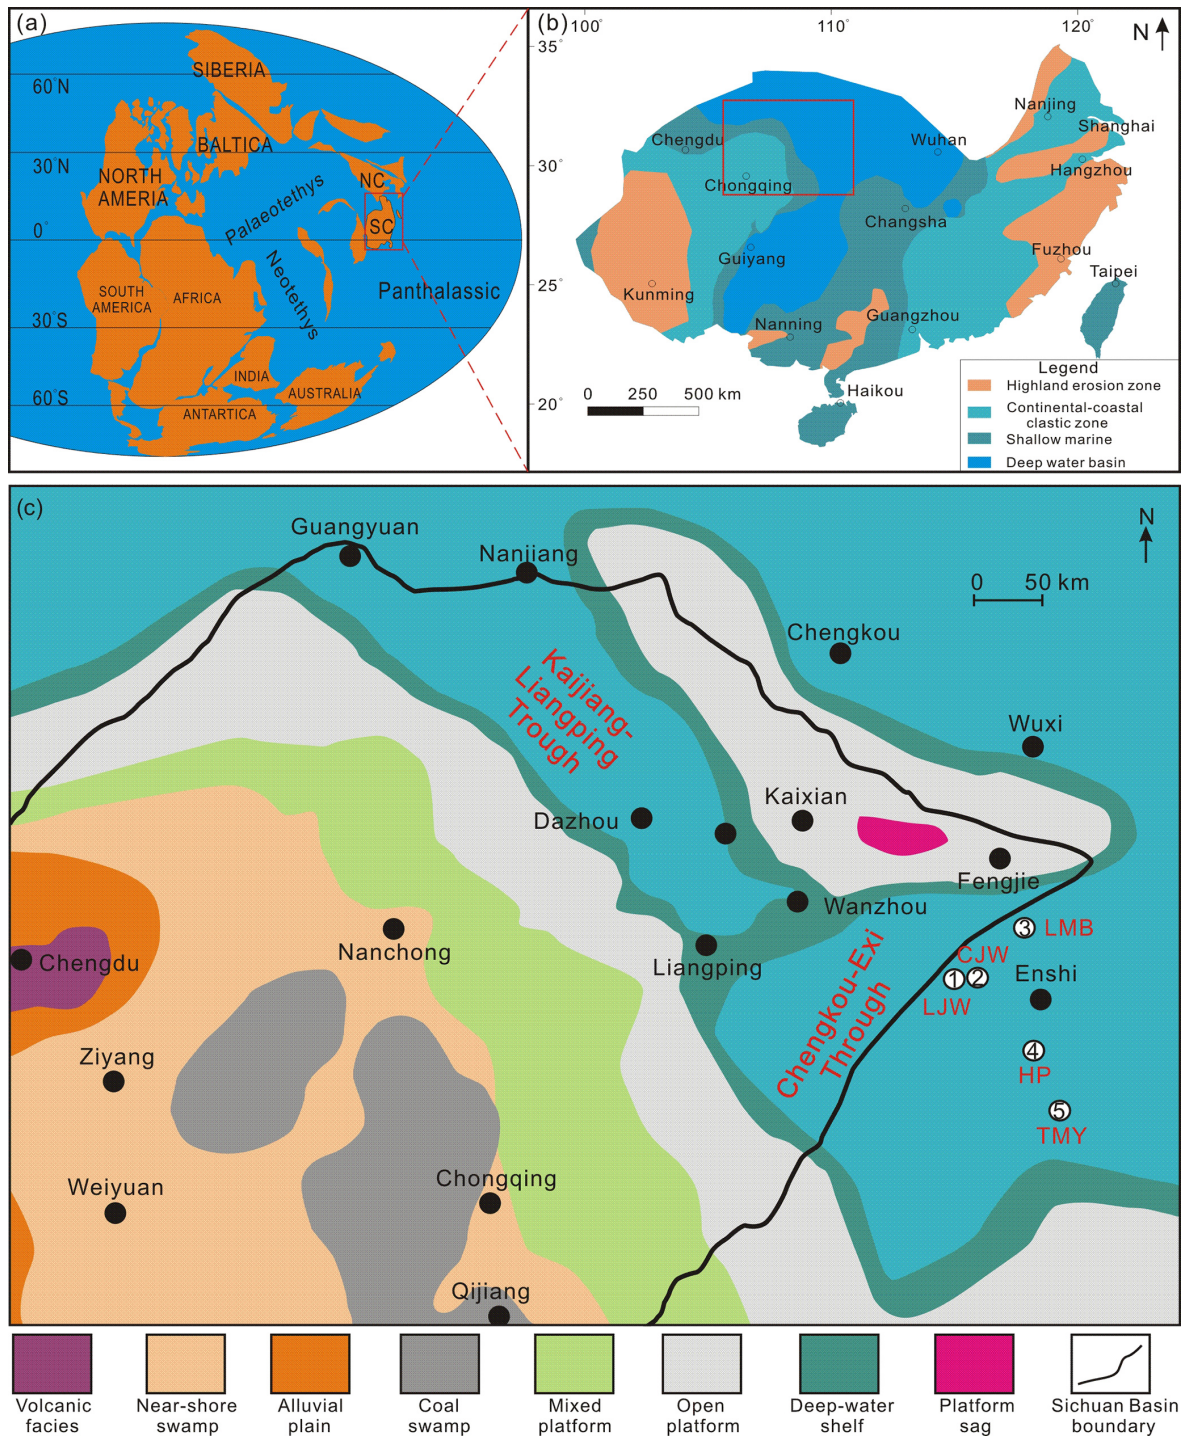 (a)
SIBERIA
60°N
BALTICA
30°N
NORTH
AMERIA
NC
Palaeotethys
SC
0°
Neotethys
SOUTH
AMERICA
AFRICA
Panthalassic
30°S
INDIA
AUSTRALIA
60°S
ANTARTICA
(b)
100°
110°
120°
N
35°
30°
25°
20°
Nanjing
Shanghai
Chengdu
Wuhan
Hangzhou
Chongqing
Changsha
Fuzhou
Guiyang
Taipei
Kunming
Nanning
Guangzhou
Haikou
0 250 500 km
Legend
Highland erosion zone
Continental-coastal
clastic zone
Shallow marine
Deep water basin
(c)
N
Guangyuan
Nanjiang
0 50 km
Chengkou
Kaijiang-
Liangping
Trough
Wuxi
Kaixian
Dazhou
Fengjie
Wanzhou
3 LMB
Nanchong
Liangping
CJW
Chengdu
Enshi
1 2
LJW
Chengkou-Exi
Through
Ziyang
4
HP
5
TMY
Weiyuan
Chongqing
Qijiang
Volcanic
facies
Near-shore
swamp
Alluvial
plain
Coal
swamp
Mixed
platform
Open
platform
Deep-water
shelf
Platform
sag
Sichuan Basin
boundary